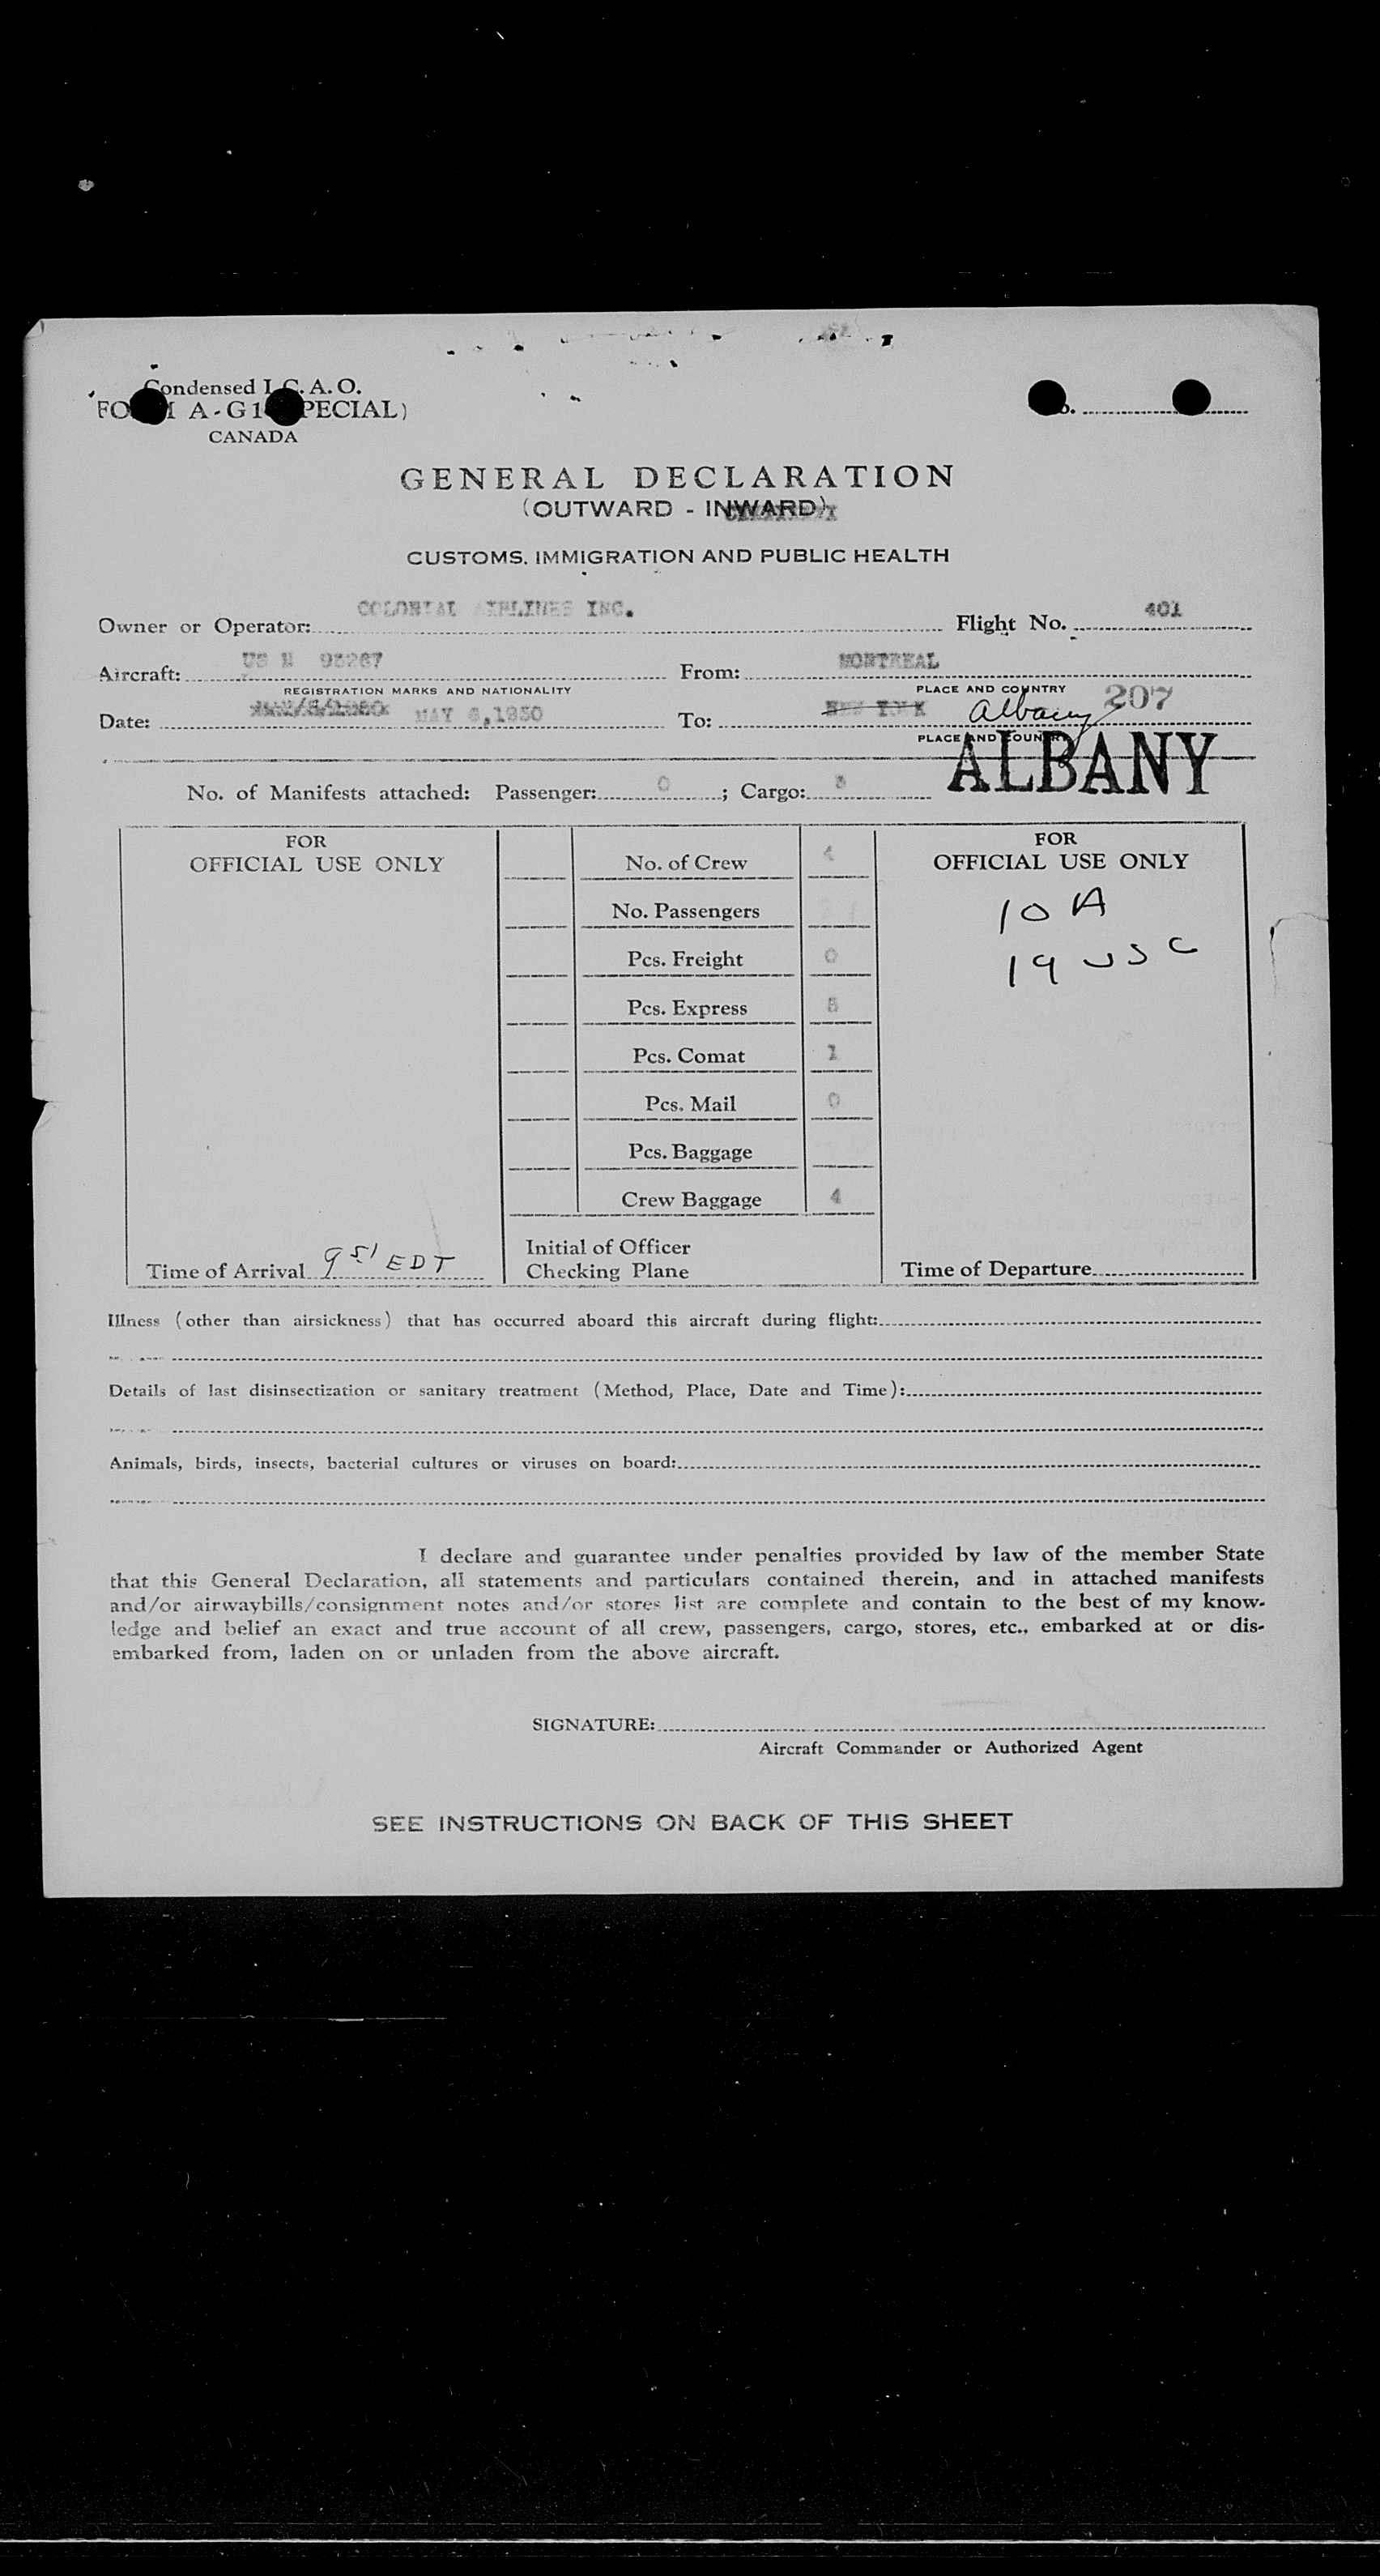 Condensed I.C.A.O.
FORM A-G1 (SPECIAL)
CANADA
No.
GENERAL DECLARATION
(OUTWARD - INWARD)
CUSTOMS, IMMIGRATION AND PUBLIC HEALTH
Owner or Operator: COLONIAL AIRLINES INC. Flight No. 401
Aircraft: US N 93267 From: MONTREAL
REGISTRATION MARKS AND NATIONALITY PLACE AND COUNTRY
Date: MAY 6, 1950 To: NEW YORK Albany 207
PLACE AND COUNTRY
ALBANY
No. of Manifests attached: Passenger: 0 ; Cargo:
FOR
OFFICIAL USE ONLY
No. of Crew 4
No. Passengers
Pcs. Freight 0
Pcs. Express 5
Pcs. Comat 1
Pcs. Mail 0
Pcs. Baggage
Crew Baggage 4
FOR
OFFICIAL USE ONLY
10 A
19 USC
Time of Arrival 9 51 EDT
Initial of Officer
Checking Plane
Time of Departure
Illness (other than airsickness) that has occurred aboard this aircraft during flight:
Details of last disinsectization or sanitary treatment (Method, Place, Date and Time):
Animals, birds, insects, bacterial cultures or viruses on board:
I declare and guarantee under penalties provided by law of the member State
that this General Declaration, all statements and particulars contained therein, and in attached manifests
and/or airwaybills/consignment notes and/or stores list are complete and contain to the best of my know-
ledge and belief an exact and true account of all crew, passengers, cargo, stores, etc., embarked at or dis-
embarked from, laden on or unladen from the above aircraft.
SIGNATURE:
Aircraft Commander or Authorized Agent
SEE INSTRUCTIONS ON BACK OF THIS SHEET